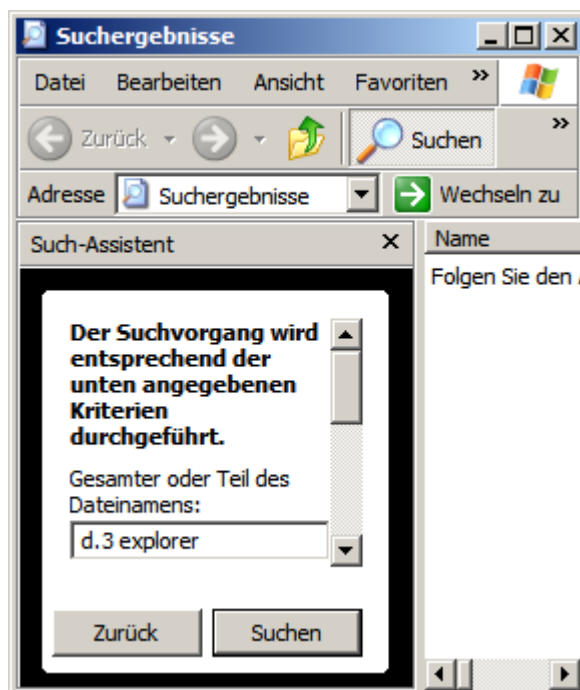 Suchergebnisse
Datei Bearbeiten Ansicht Favoriten »
Zurück Suchen »
Adresse Suchergebnisse Wechseln zu
Such-Assistent
Name
Folgen Sie den
Der Suchvorgang wird
entsprechend der
unten angegebenen
Kriterien
durchgeführt.
Gesamter oder Teil des
Dateinamens:
d.3 explorer
Zurück Suchen